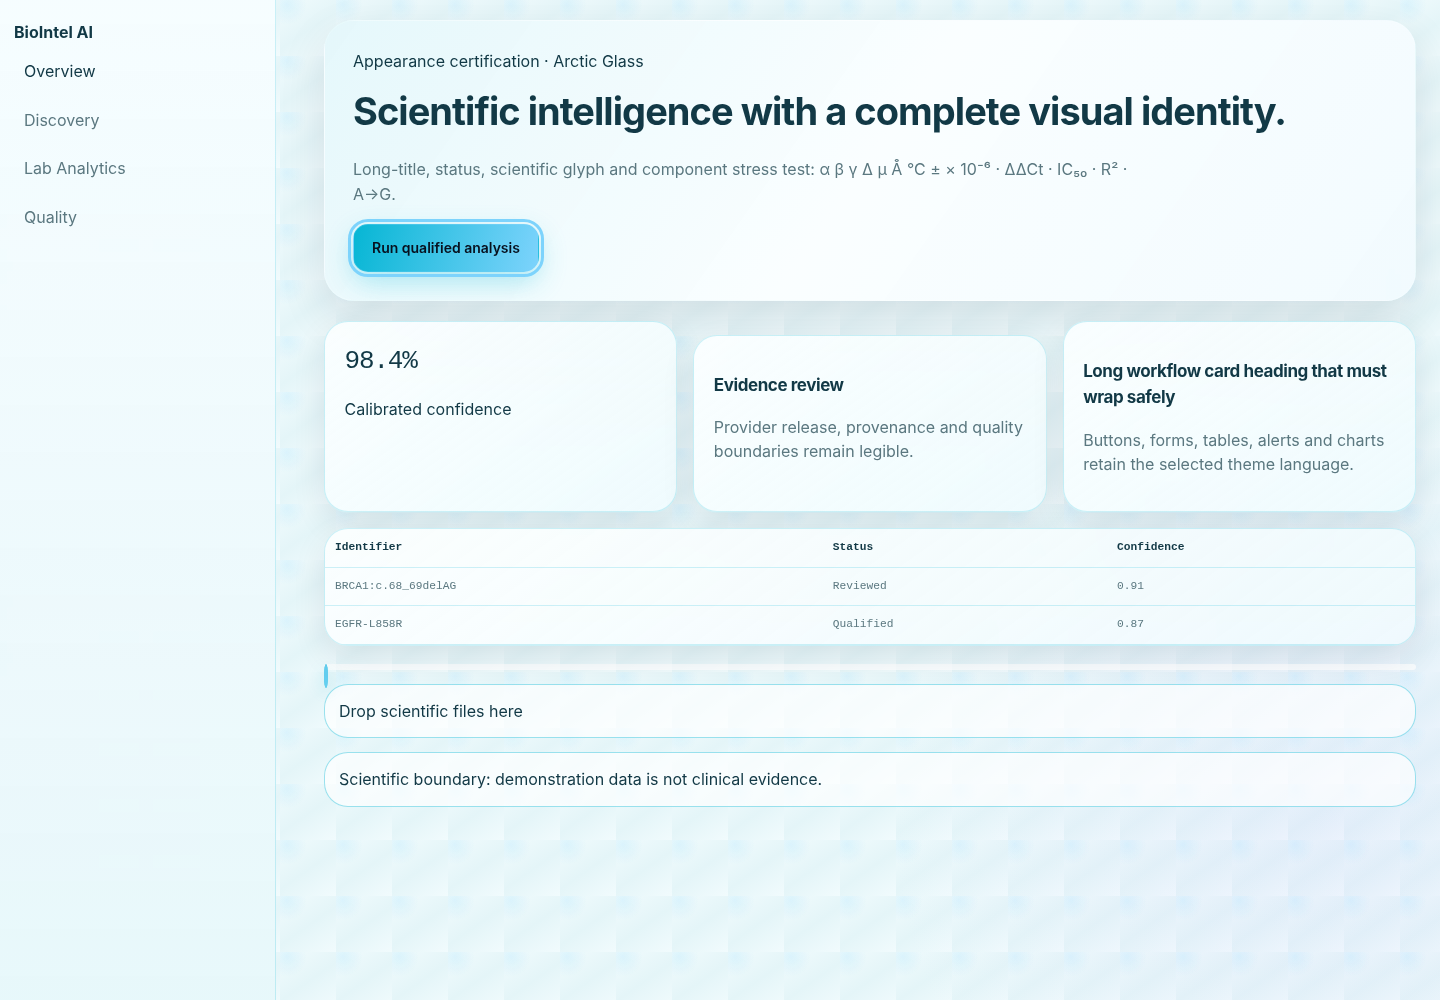 BioIntel AI
Overview
Discovery
Lab Analytics
Quality
Appearance certification · Arctic Glass
Scientific intelligence with a complete visual identity.
Long-title, status, scientific glyph and component stress test: α β γ Δ μ Å °C ± × 10⁻⁶ · ΔΔCt · IC₅₀ · R² ·
A→G.
Run qualified analysis
98.4%
Calibrated confidence
Evidence review
Provider release, provenance and quality
boundaries remain legible.
Long workflow card heading that must
wrap safely
Buttons, forms, tables, alerts and charts
retain the selected theme language.
Identifier Status Confidence
BRCA1:c.68_69delAG Reviewed 0.91
EGFR-L858R Qualified 0.87
Drop scientific files here
Scientific boundary: demonstration data is not clinical evidence.